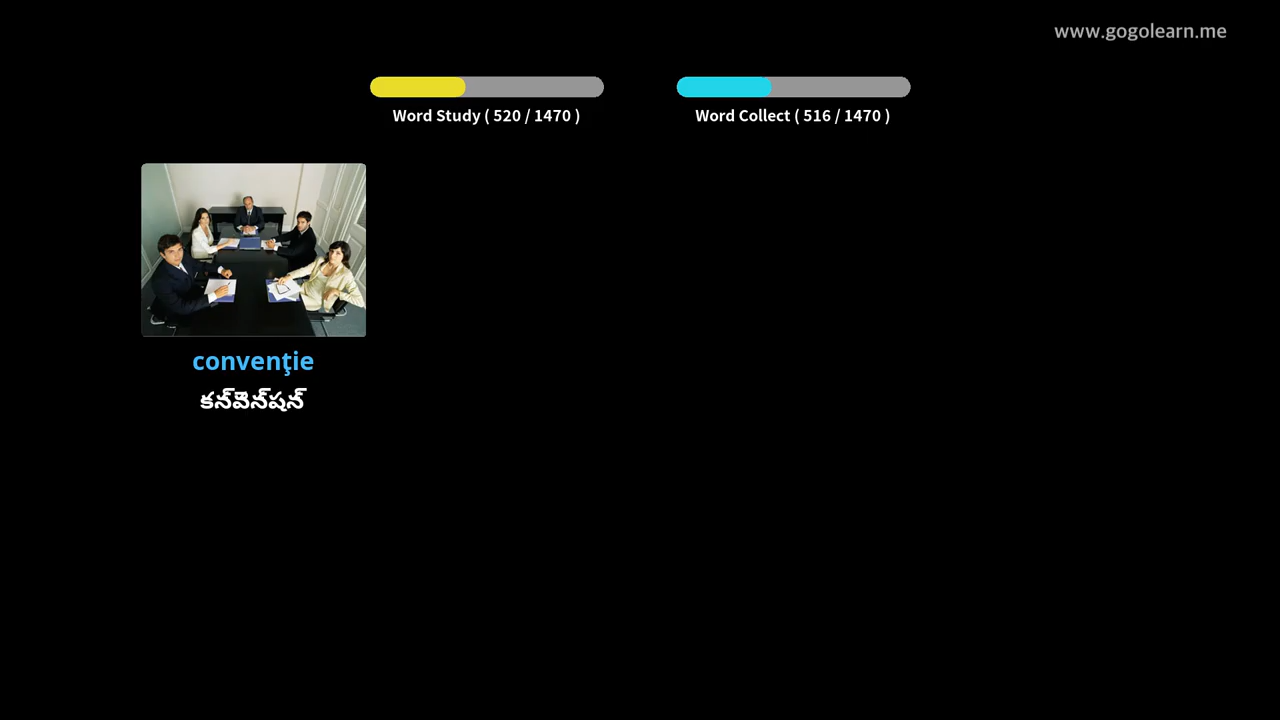 www.gogolearn.me
Word Study ( 520 / 1470 )
Word Collect ( 516 / 1470 )
convenţie
కన్‌వెన్‌షన్